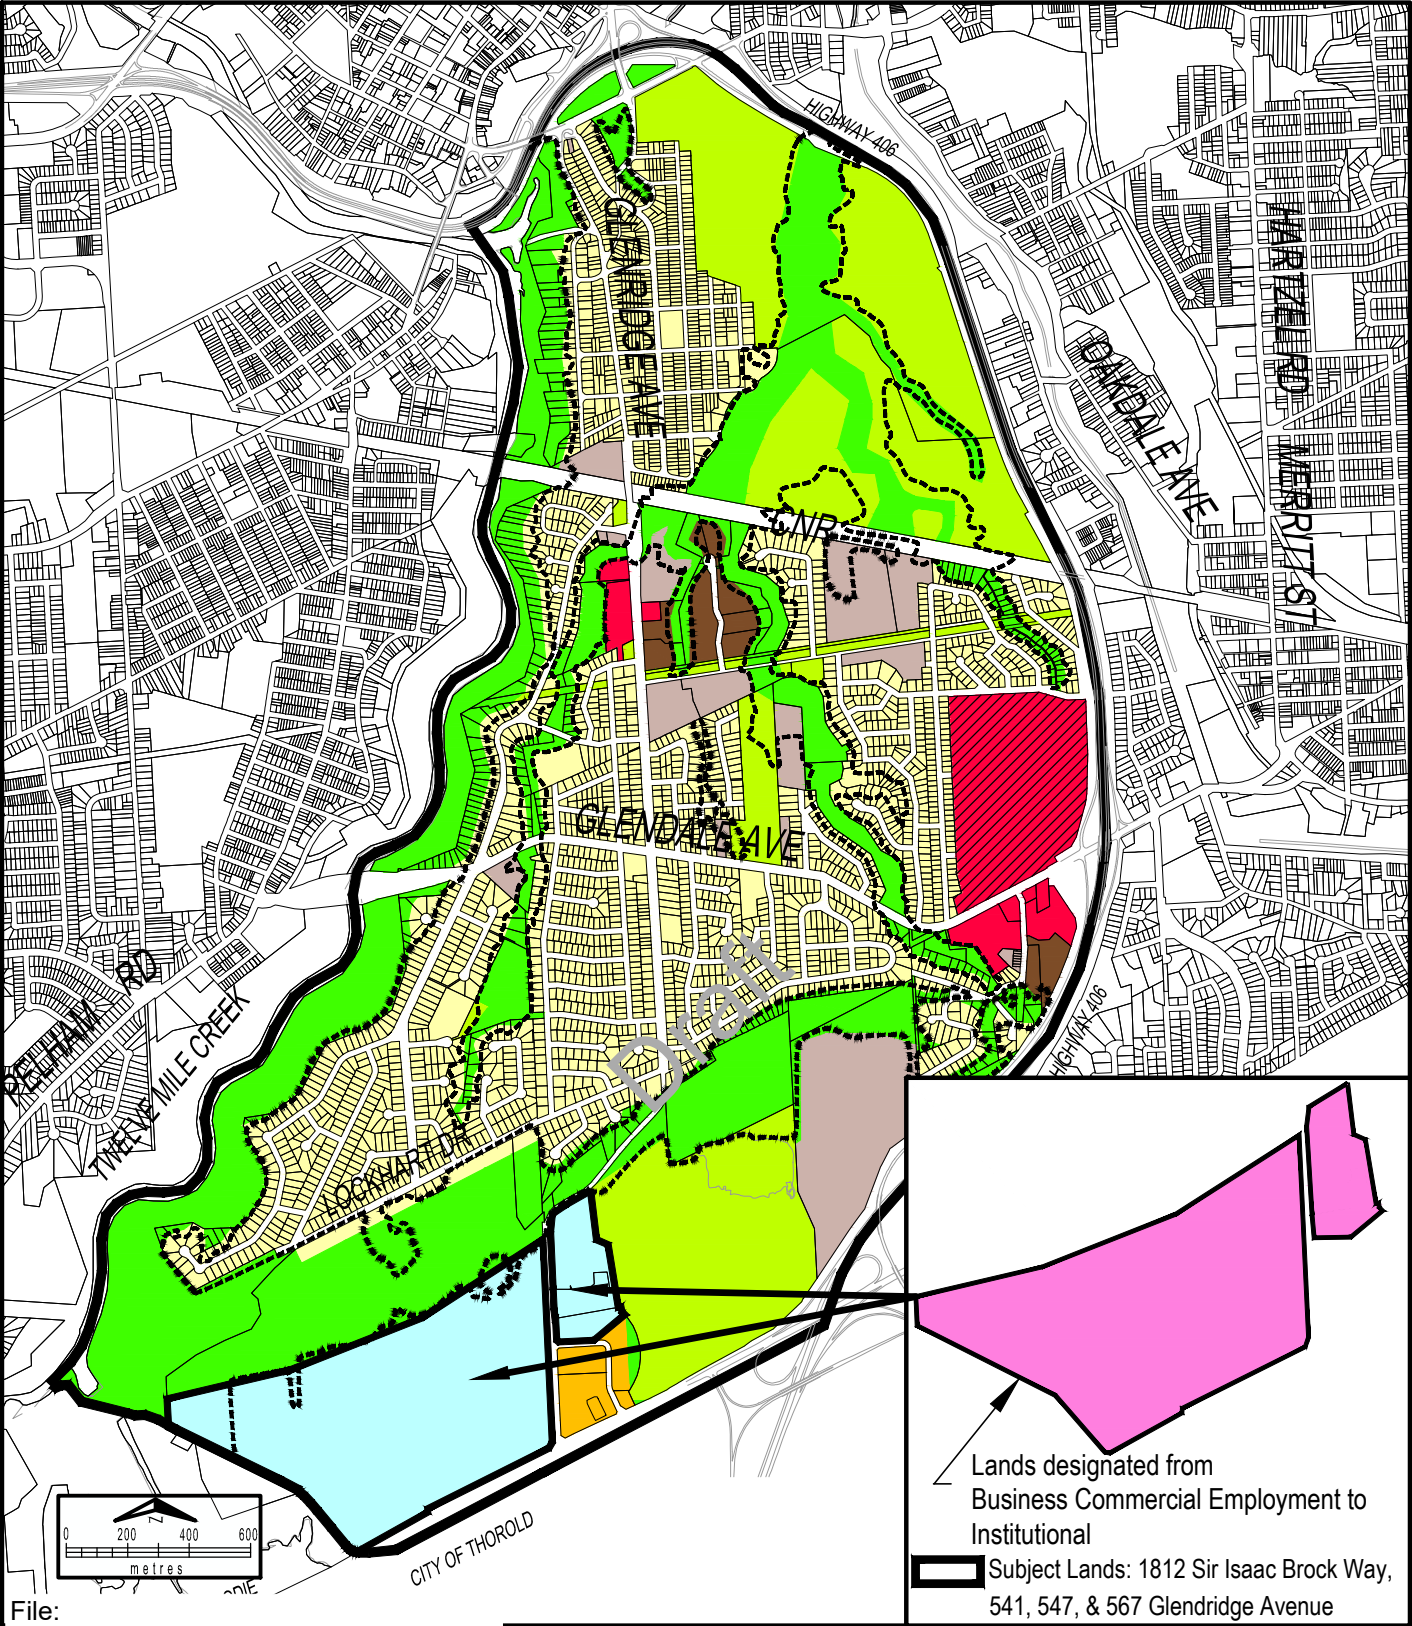 HIGHWAY 406
GLENRIDGE AVE
HARTZEL RD
OAKDALE AVE
MERRITT ST
CNR
GLENDALE AVE
Draft
PELHAM RD
TWELVE MILE CREEK
HIGHWAY 406
LOCKHART DR
Lands designated from
Business Commercial Employment to
Institutional
Subject Lands: 1812 Sir Isaac Brock Way,
541, 547, & 567 Glendridge Avenue
Z
0 200 400 600
metres
CITY OF THOROLD
File: